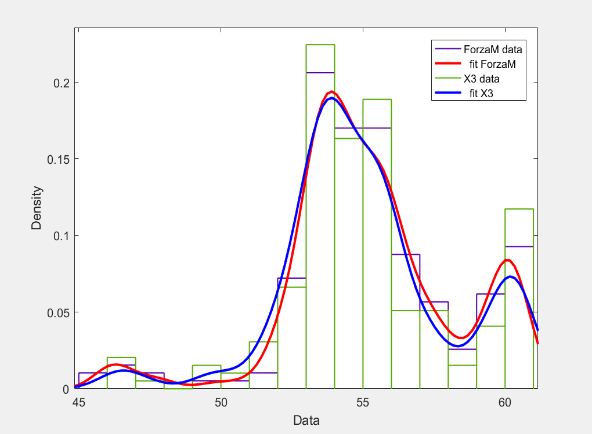 ForzaM data
fit ForzaM
X3 data
fit X3
0.2
0.15
0.1
0.05
0
Density
45
50
55
60
Data